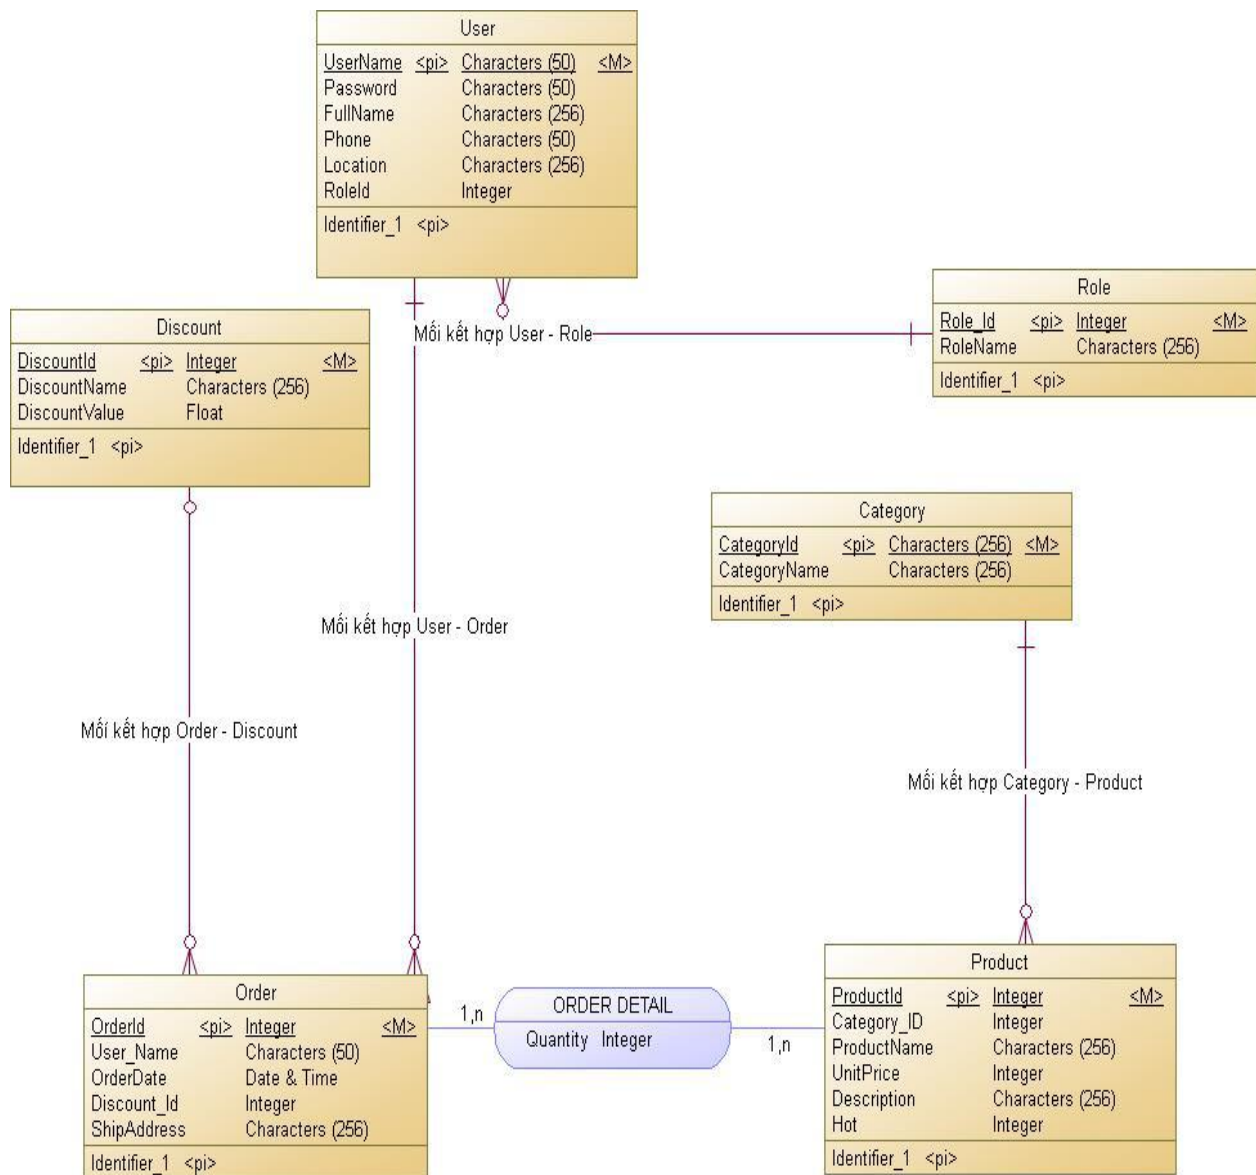 User
UserName <pi> Characters (50) <M>
Password Characters (50)
FullName Characters (256)
Phone Characters (50)
Location Characters (256)
RoleId Integer
Identifier_1 <pi>
Mối kết hợp User - Role
Role
Role_Id <pi> Integer <M>
RoleName Characters (256)
Identifier_1 <pi>
Discount
DiscountId <pi> Integer <M>
DiscountName Characters (256)
DiscountValue Float
Identifier_1 <pi>
Category
CategoryId <pi> Characters (256) <M>
CategoryName Characters (256)
Identifier_1 <pi>
Mối kết hợp User - Order
Mối kết hợp Order - Discount
Mối kết hợp Category - Product
Order
OrderId <pi> Integer <M>
User_Name Characters (50)
OrderDate Date & Time
Discount_Id Integer
ShipAddress Characters (256)
Identifier_1 <pi>
1,n
ORDER DETAIL
Quantity Integer
1,n
Product
ProductId <pi> Integer <M>
Category_ID Integer
ProductName Characters (256)
UnitPrice Integer
Description Characters (256)
Hot Integer
Identifier_1 <pi>